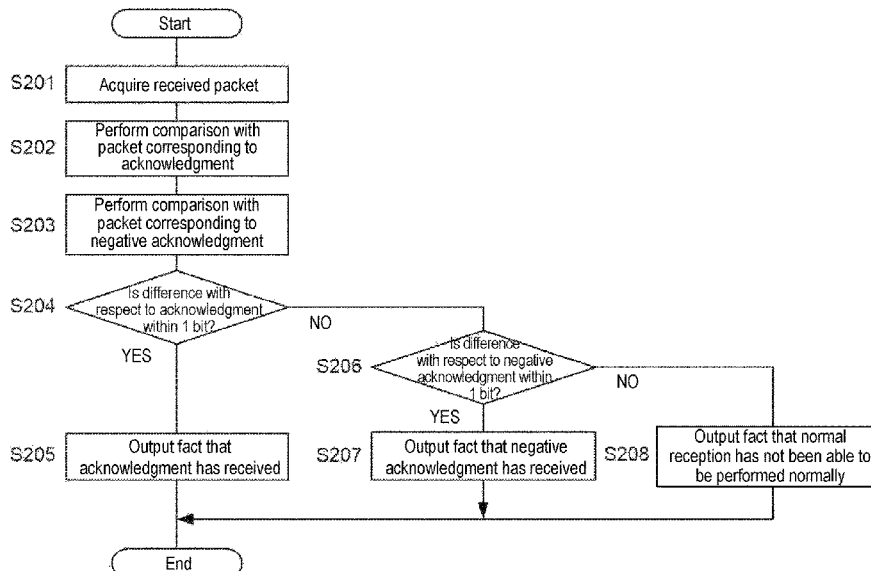 Start
S201
Acquire received packet
S202
Perform comparison with
packet corresponding to
acknowledgment
S203
Perform comparison with
packet corresponding to
negative acknowledgment
S204
Is difference with
respect to acknowledgment
within 1 bit?
NO
YES
S206
Is difference
with respect to negative
acknowledgment within
1 bit?
NO
YES
S205
Output fact that
acknowledgment has received
S207
Output fact that negative
acknowledgment has received
S208
Output fact that normal
reception has not been able to
be performed normally
End